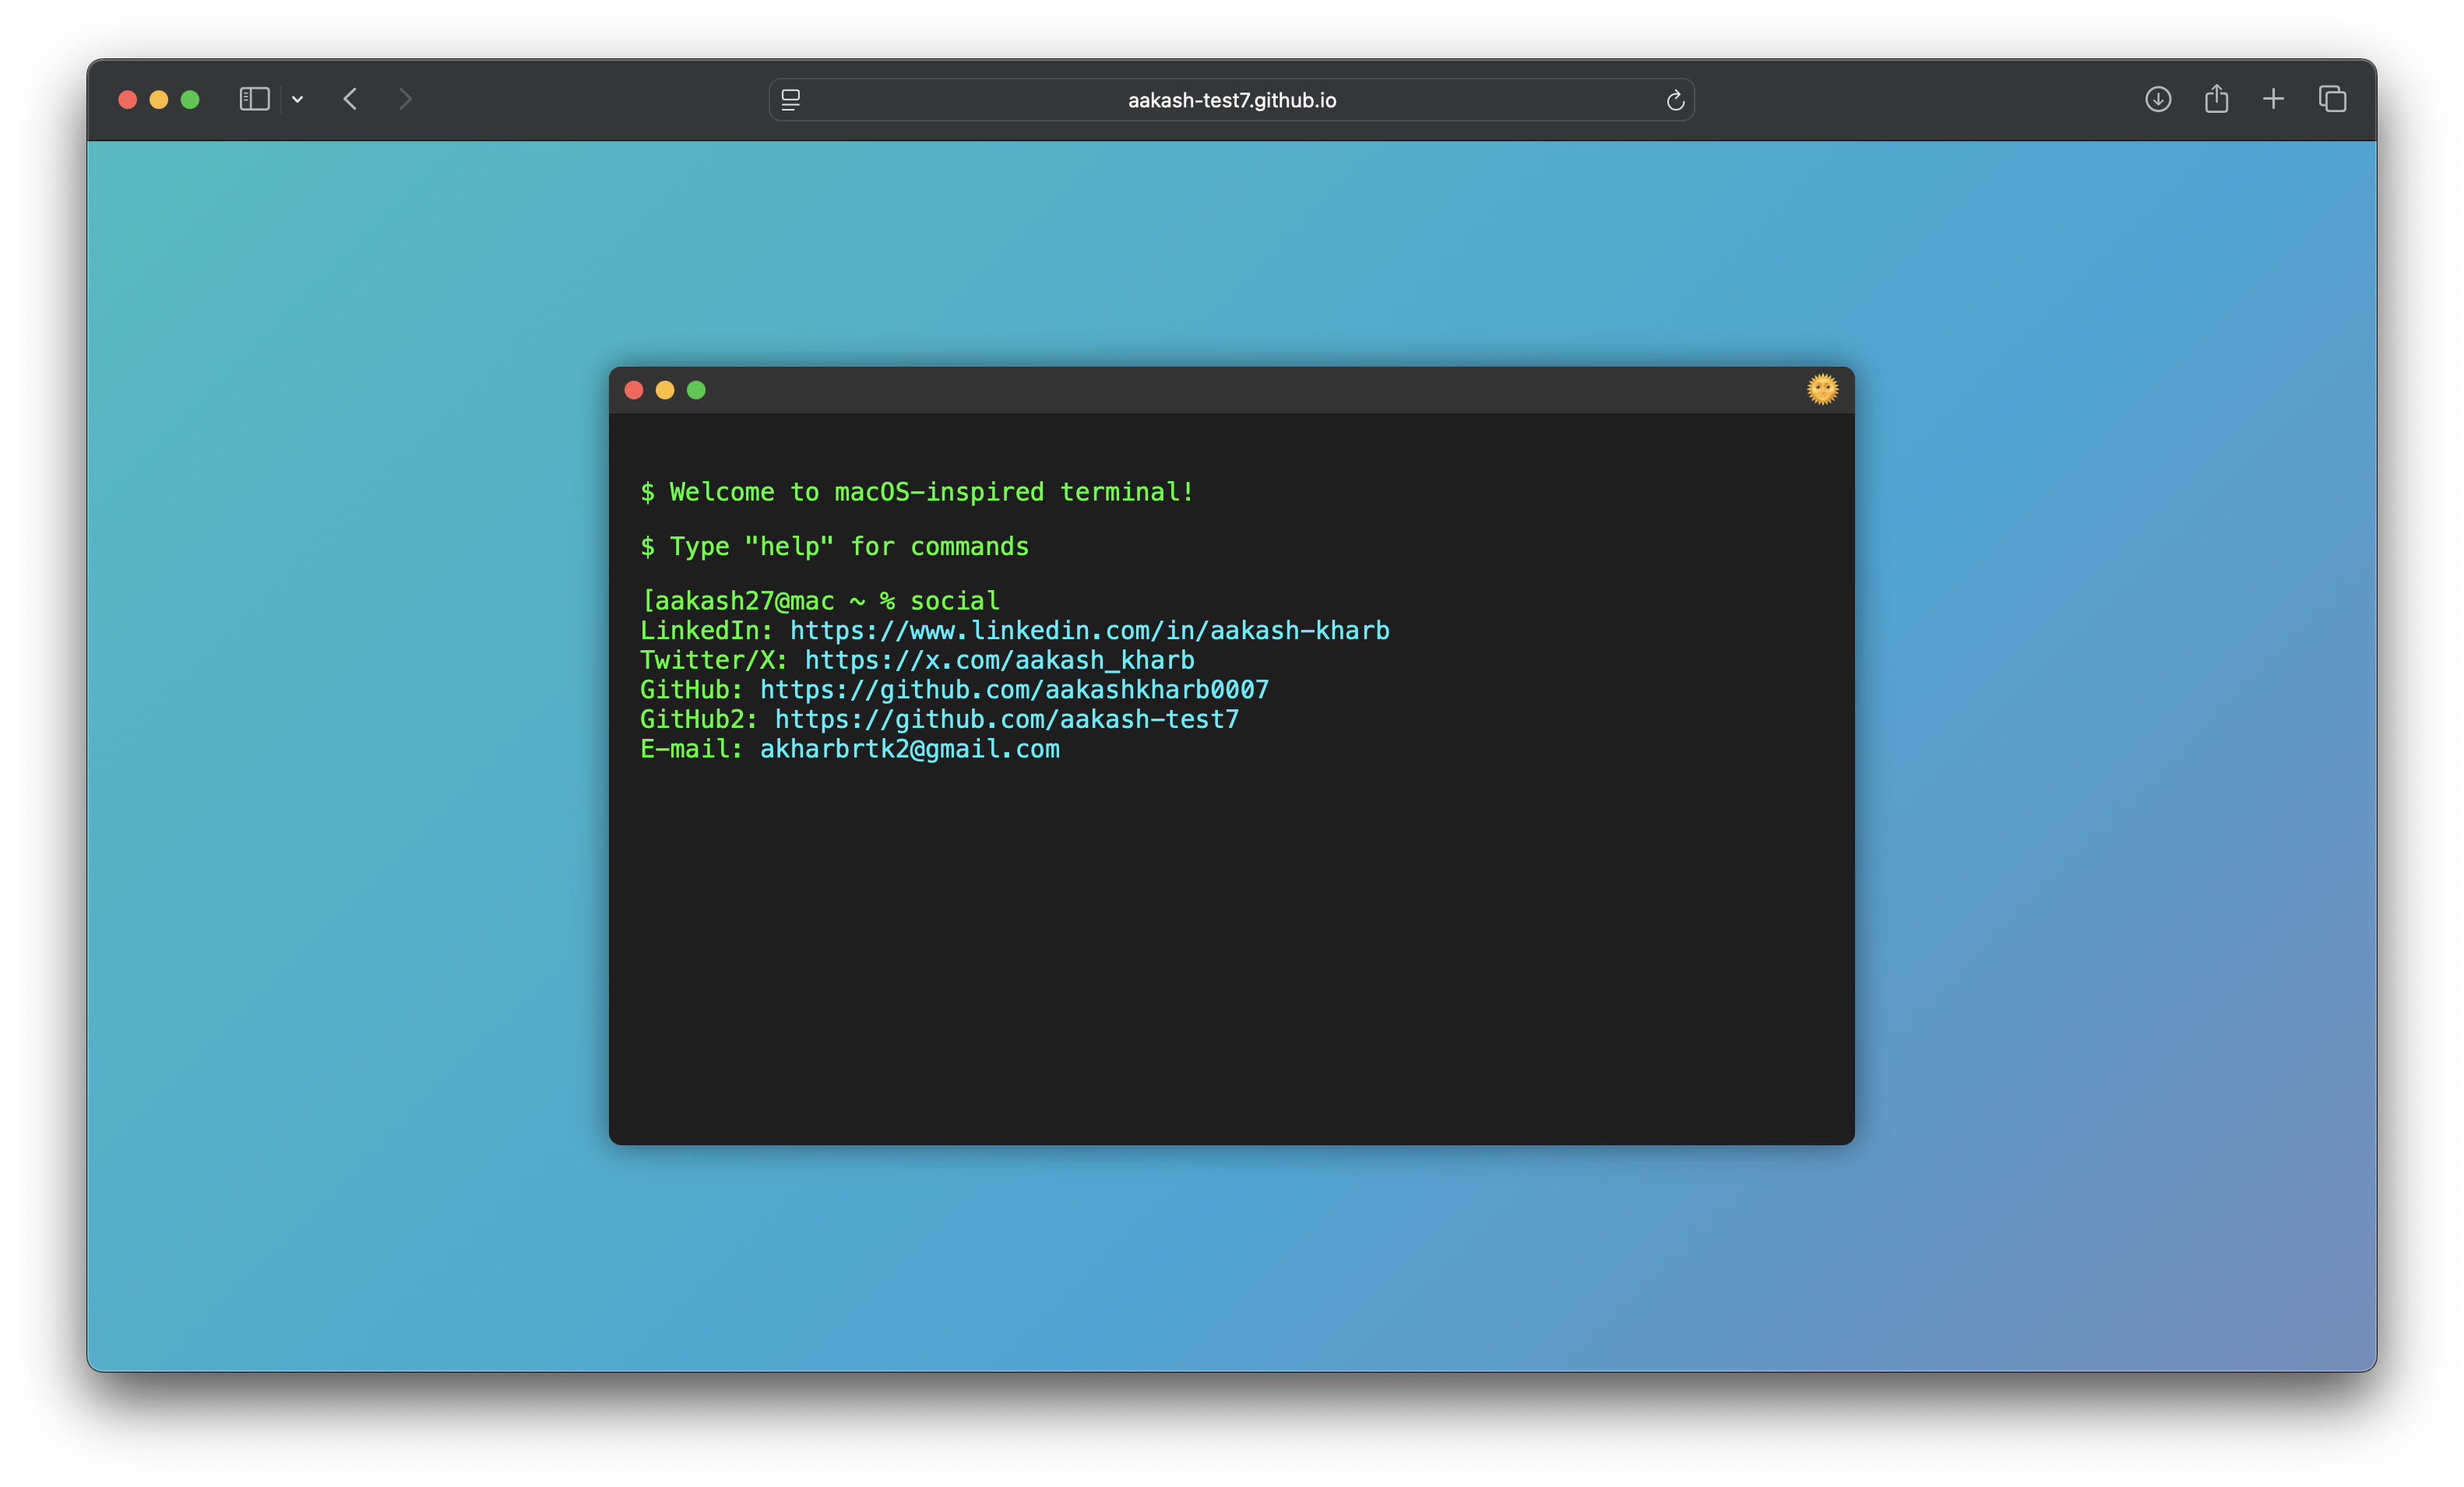 aakash-test7.github.io
$ Welcome to macOS-inspired terminal!
$ Type "help" for commands
[aakash27@mac ~ % social
LinkedIn: https://www.linkedin.com/in/aakash-kharb
Twitter/X: https://x.com/aakash_kharb
GitHub: https://github.com/aakashkharb0007
GitHub2: https://github.com/aakash-test7
E-mail: akharbrtk2@gmail.com